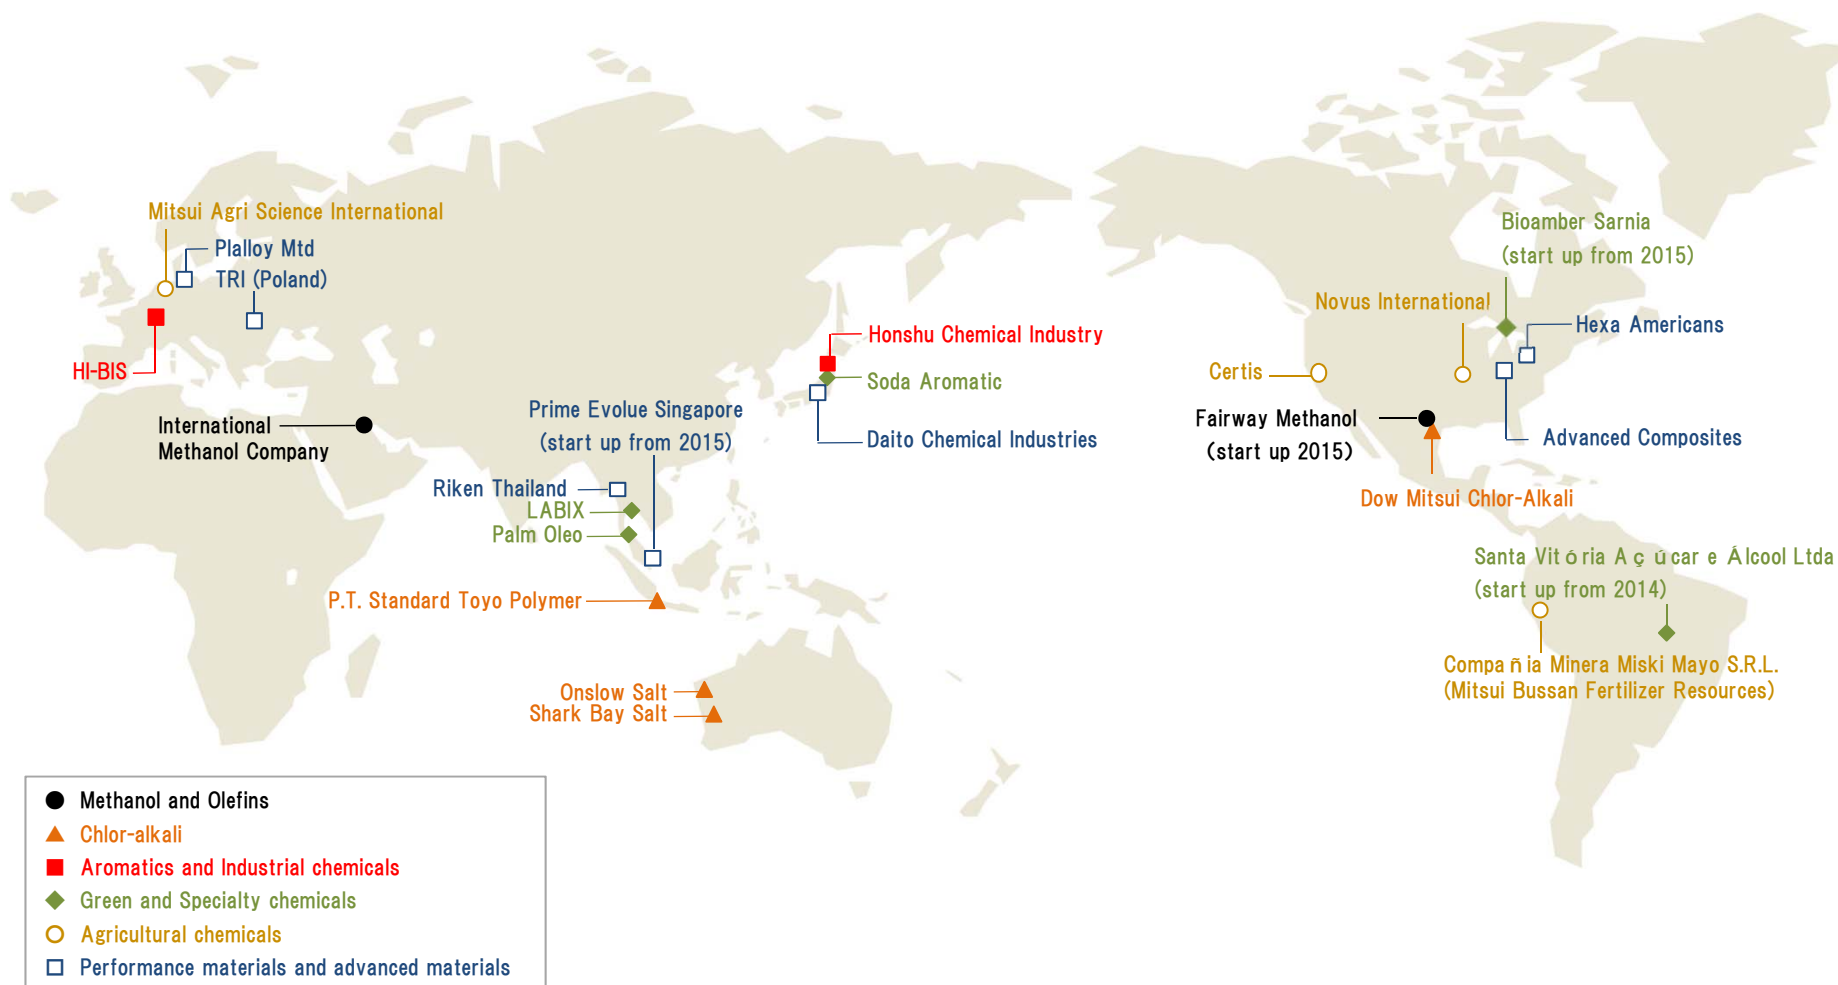 Mitsui Agri Science International
Plalloy Mtd
TRI (Poland)
HI-BIS
International
Methanol Company
Prime Evolue Singapore
(start up from 2015)
Riken Thailand
LABIX
Palm Oleo
P.T. Standard Toyo Polymer
Onslow Salt
Shark Bay Salt
Honshu Chemical Industry
Soda Aromatic
Daito Chemical Industries
Bioamber Sarnia
(start up from 2015)
Novus International
Hexa Americans
Certis
Fairway Methanol
(start up 2015)
Advanced Composites
Dow Mitsui Chlor-Alkali
Santa Vitória Açúcar e Álcool Ltda
(start up from 2014)
Compañia Minera Miski Mayo S.R.L.
(Mitsui Bussan Fertilizer Resources)
Methanol and Olefins
Chlor-alkali
Aromatics and Industrial chemicals
Green and Specialty chemicals
Agricultural chemicals
Performance materials and advanced materials